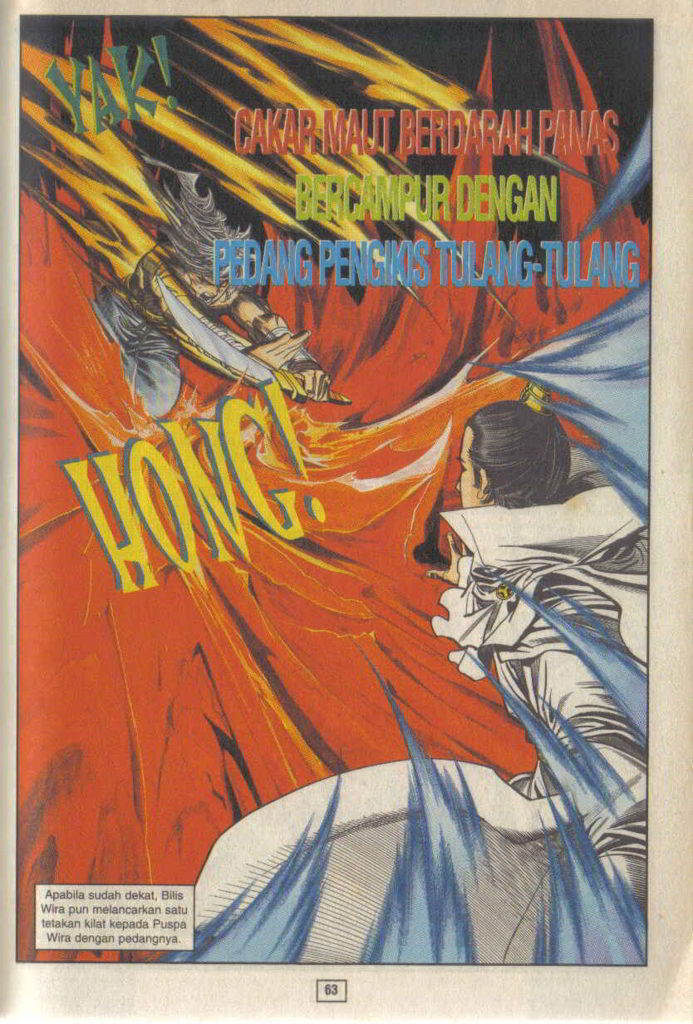 YAK!
CAKAR MAUT BERDARAH PANAS
BERCAMPUR DENGAN
PEDANG PENGIKIS TULANG-TULANG
HONG!
Apabila sudah dekat, Bilis
Wira pun melancarkan satu
tetakan kilat kepada Puspa
Wira dengan pedangnya.
63